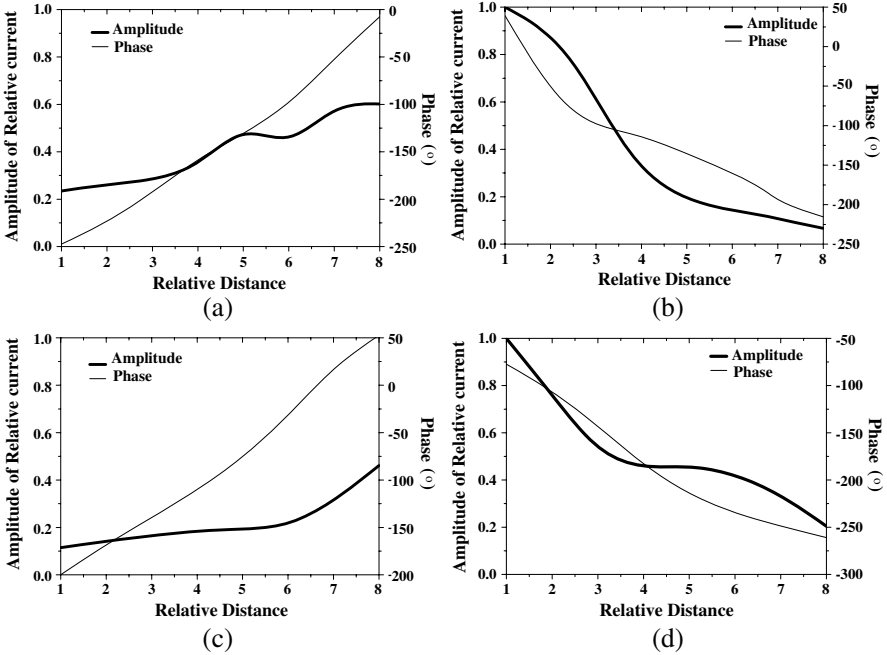 Amplitude of Relative current
1.0
0.8
0.6
0.4
0.2
0.0
Amplitude
Phase
0
-50
-100
-150
-200
-250
Phase (o)
1 2 3 4 5 6 7 8
Relative Distance
(a)
Amplitude of Relative current
1.0
0.8
0.6
0.4
0.2
0.0
Amplitude
Phase
50
0
-50
-100
-150
-200
-250
Phase (o)
1 2 3 4 5 6 7 8
Relative Distance
(b)
Amplitude of Relative current
1.0
0.8
0.6
0.4
0.2
0.0
Amplitude
Phase
50
0
-50
-100
-150
-200
Phase (o)
1 2 3 4 5 6 7 8
Relative Distance
(c)
Amplitude of Relative current
1.0
0.8
0.6
0.4
0.2
0.0
Amplitude
Phase
-50
-100
-150
-200
-250
-300
Phase (o)
1 2 3 4 5 6 7 8
Relative Distance
(d)